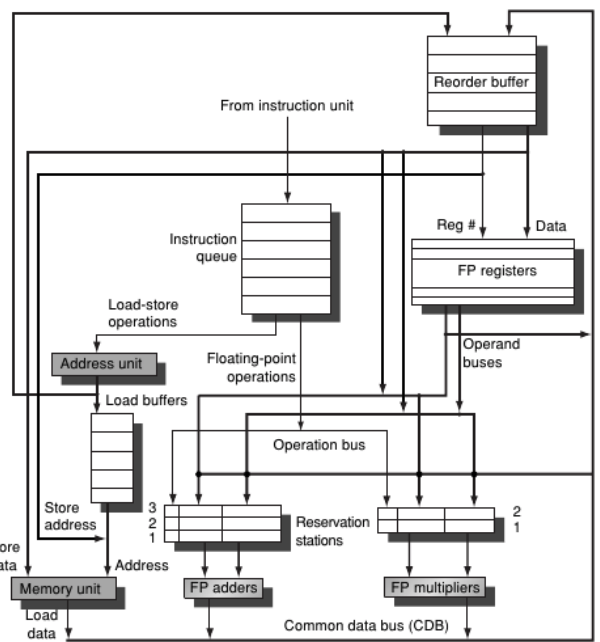 Reorder buffer
From instruction unit
Reg #
Data
Instruction
queue
FP registers
Load-store
operations
Floating-point
operations
Operand
buses
Address unit
Load buffers
Operation bus
Store
address
3
2
1
Reservation
stations
2
1
Address
Memory unit
FP adders
FP multipliers
Load
data
Common data bus (CDB)